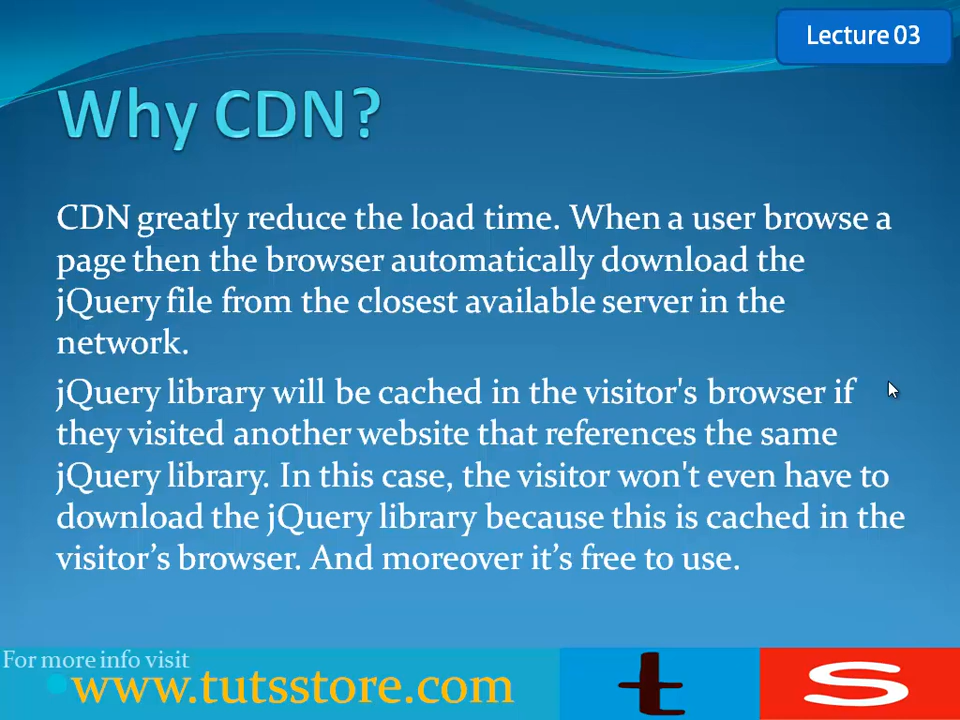 Lecture 03
Why CDN?
CDN greatly reduce the load time. When a user browse a
page then the browser automatically download the
jQuery file from the closest available server in the
network.
jQuery library will be cached in the visitor's browser if
they visited another website that references the same
jQuery library. In this case, the visitor won't even have to
download the jQuery library because this is cached in the
visitor’s browser. And moreover it’s free to use.
For more info visit
www.tutsstore.com
t s